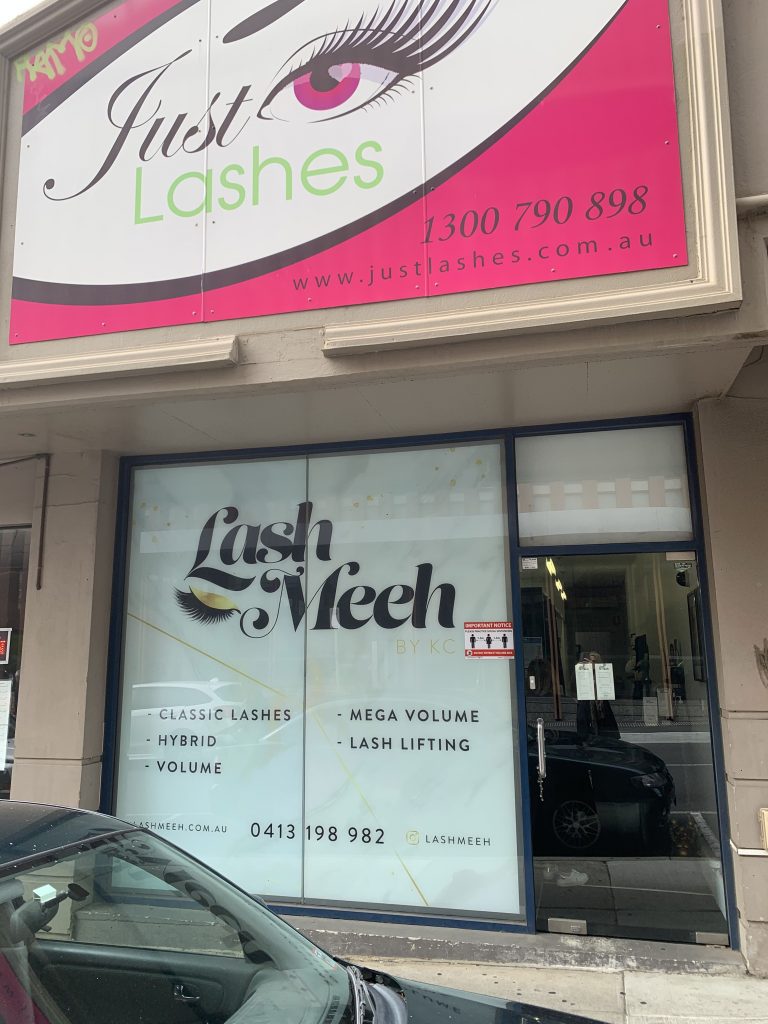 Just
Lashes
1300 790 898
www.justlashes.com.au
Lash
Meeh
BY KC
IMPORTANT NOTICE
- CLASSIC LASHES
- HYBRID
- VOLUME
- MEGA VOLUME
- LASH LIFTING
LASHMEEH.COM.AU
0413 198 982
LASHMEEH